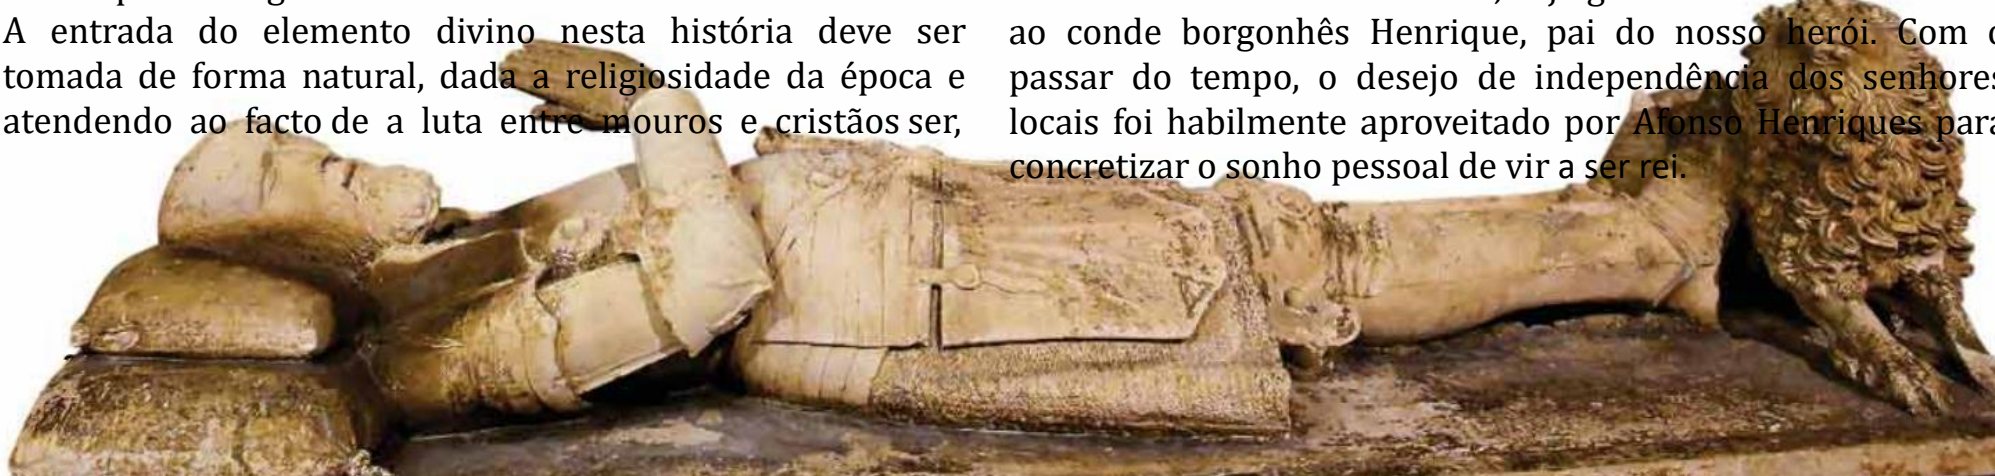 A entrada do elemento divino nesta história deve ser
tomada de forma natural, dada a religiosidade da época e
atendendo ao facto de a luta entre mouros e cristãos ser,
ao conde borgonhês Henrique, pai do nosso herói. Com
passar do tempo, o desejo de independência dos senhores
locais foi habilmente aproveitado por Afonso Henriques para
concretizar o sonho pessoal de vir a ser rei.